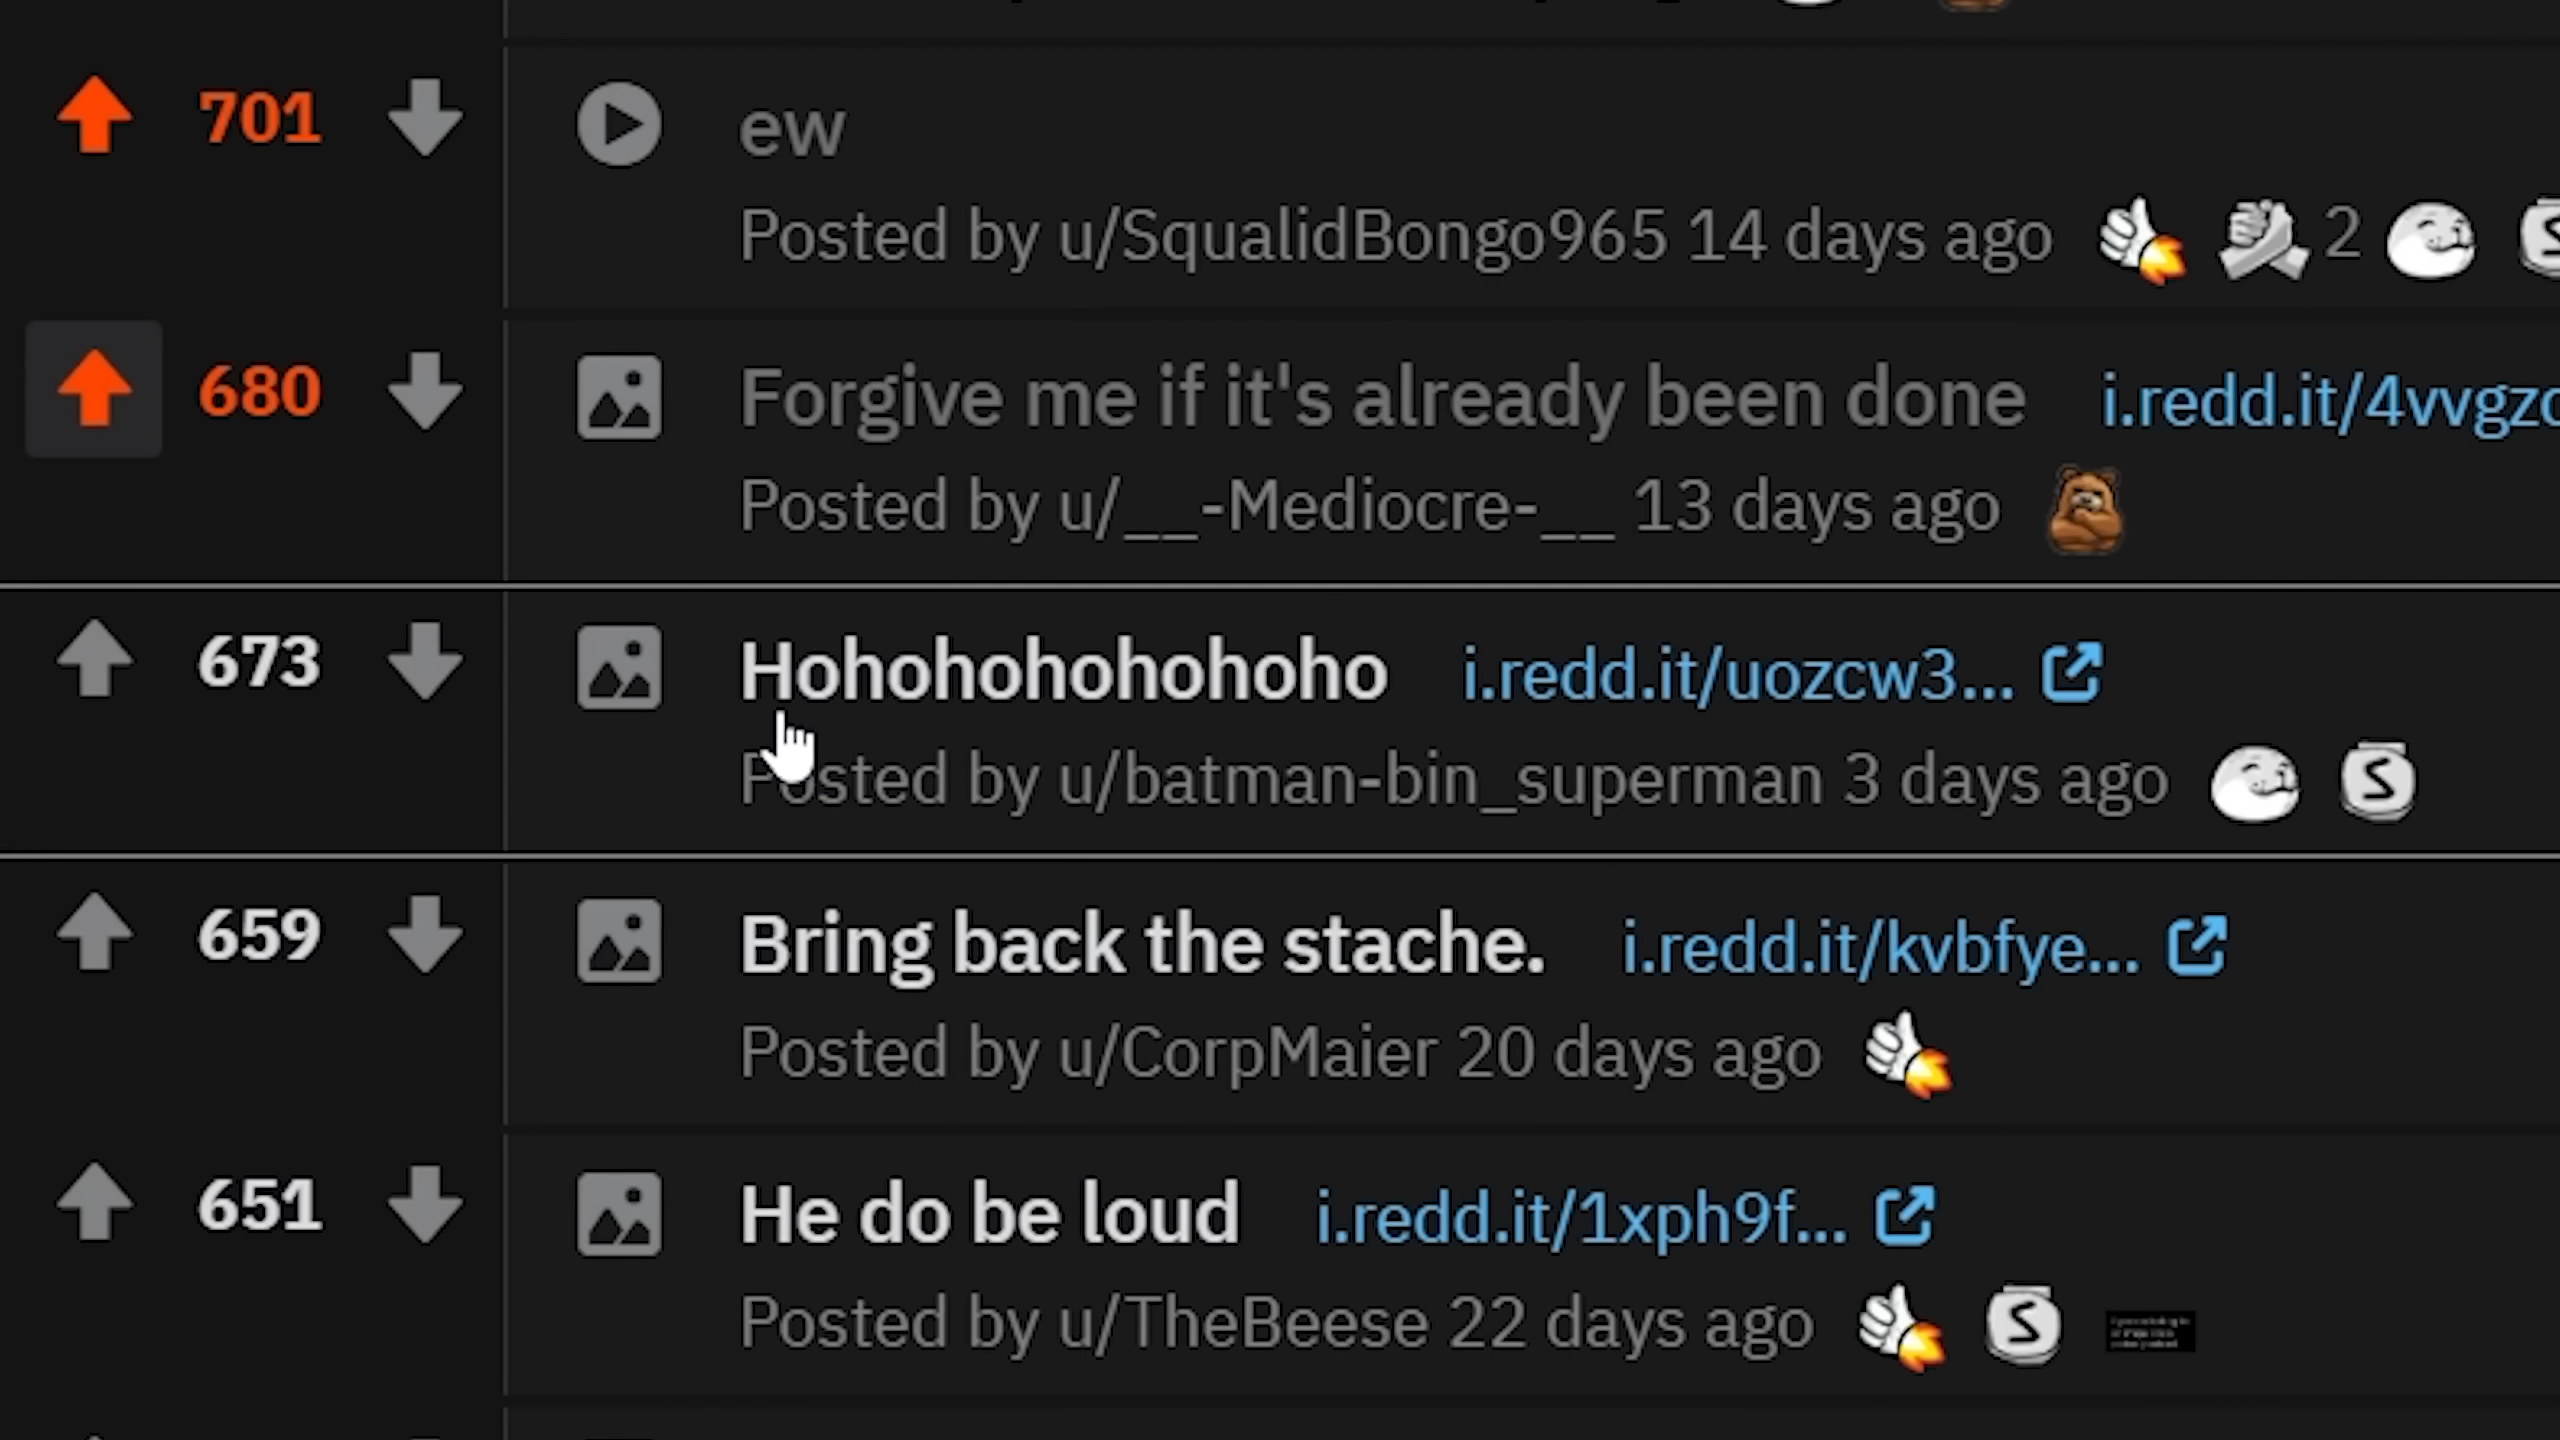 701
ew
Posted by u/SqualidBongo965 14 days ago 2
680
Forgive me if it's already been done i.redd.it/4vvgz
Posted by u/__-Mediocre-__ 13 days ago
673
Hohohohohohoho i.redd.it/uozcw3...
Posted by u/batman-bin_superman 3 days ago
659
Bring back the stache. i.redd.it/kvbfye...
Posted by u/CorpMaier 20 days ago
651
He do be loud i.redd.it/1xph9f...
Posted by u/TheBeese 22 days ago